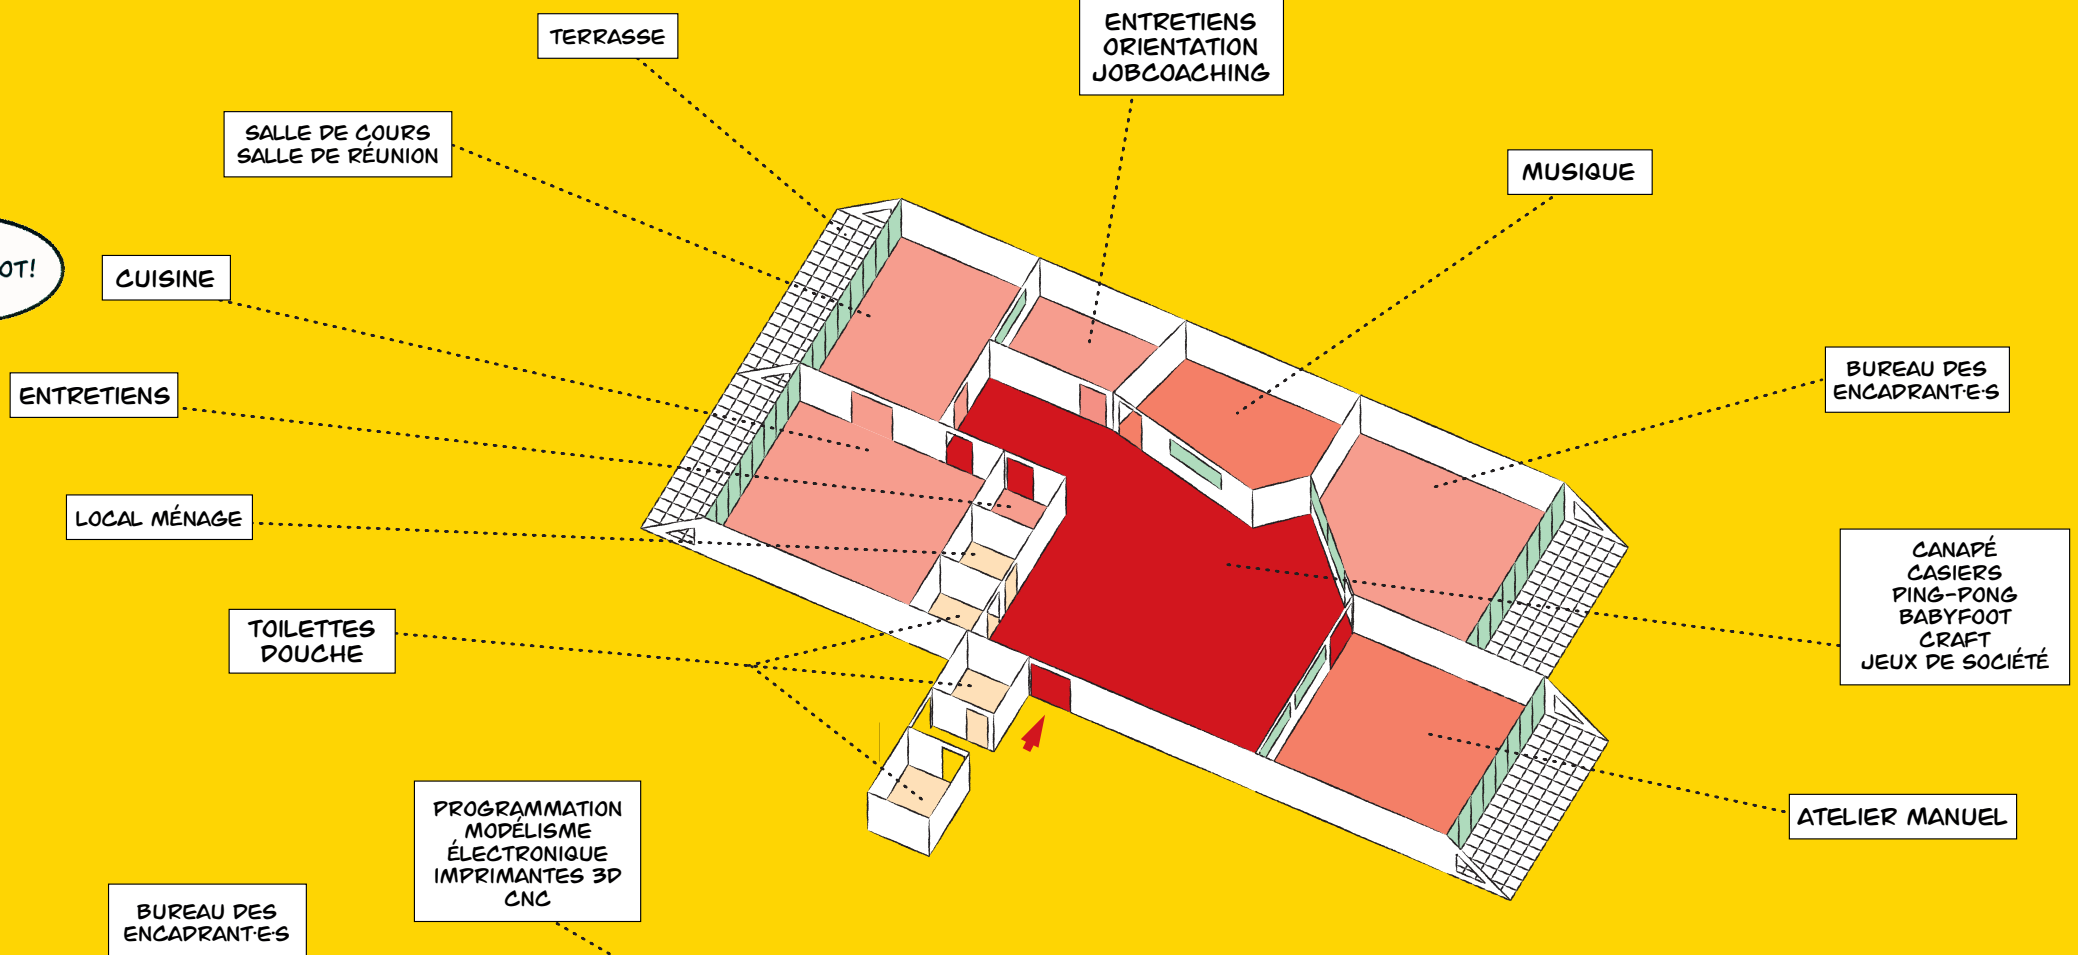 TERRASSE
ENTRETIENS
ORIENTATION
JOBCOACHING
SALLE DE COURS
SALLE DE RÉUNION
MUSIQUE
OT!
CUISINE
ENTRETIENS
BUREAU DES
ENCADRANT·E·S
LOCAL MÉNAGE
CANAPÉ
CASIERS
PING-PONG
BABYFOOT
CRAFT
JEUX DE SOCIÉTÉ
TOILETTES
DOUCHE
PROGRAMMATION
MODÉLISME
ÉLECTRONIQUE
IMPRIMANTES 3D
CNC
ATELIER MANUEL
BUREAU DES
ENCADRANT·E·S